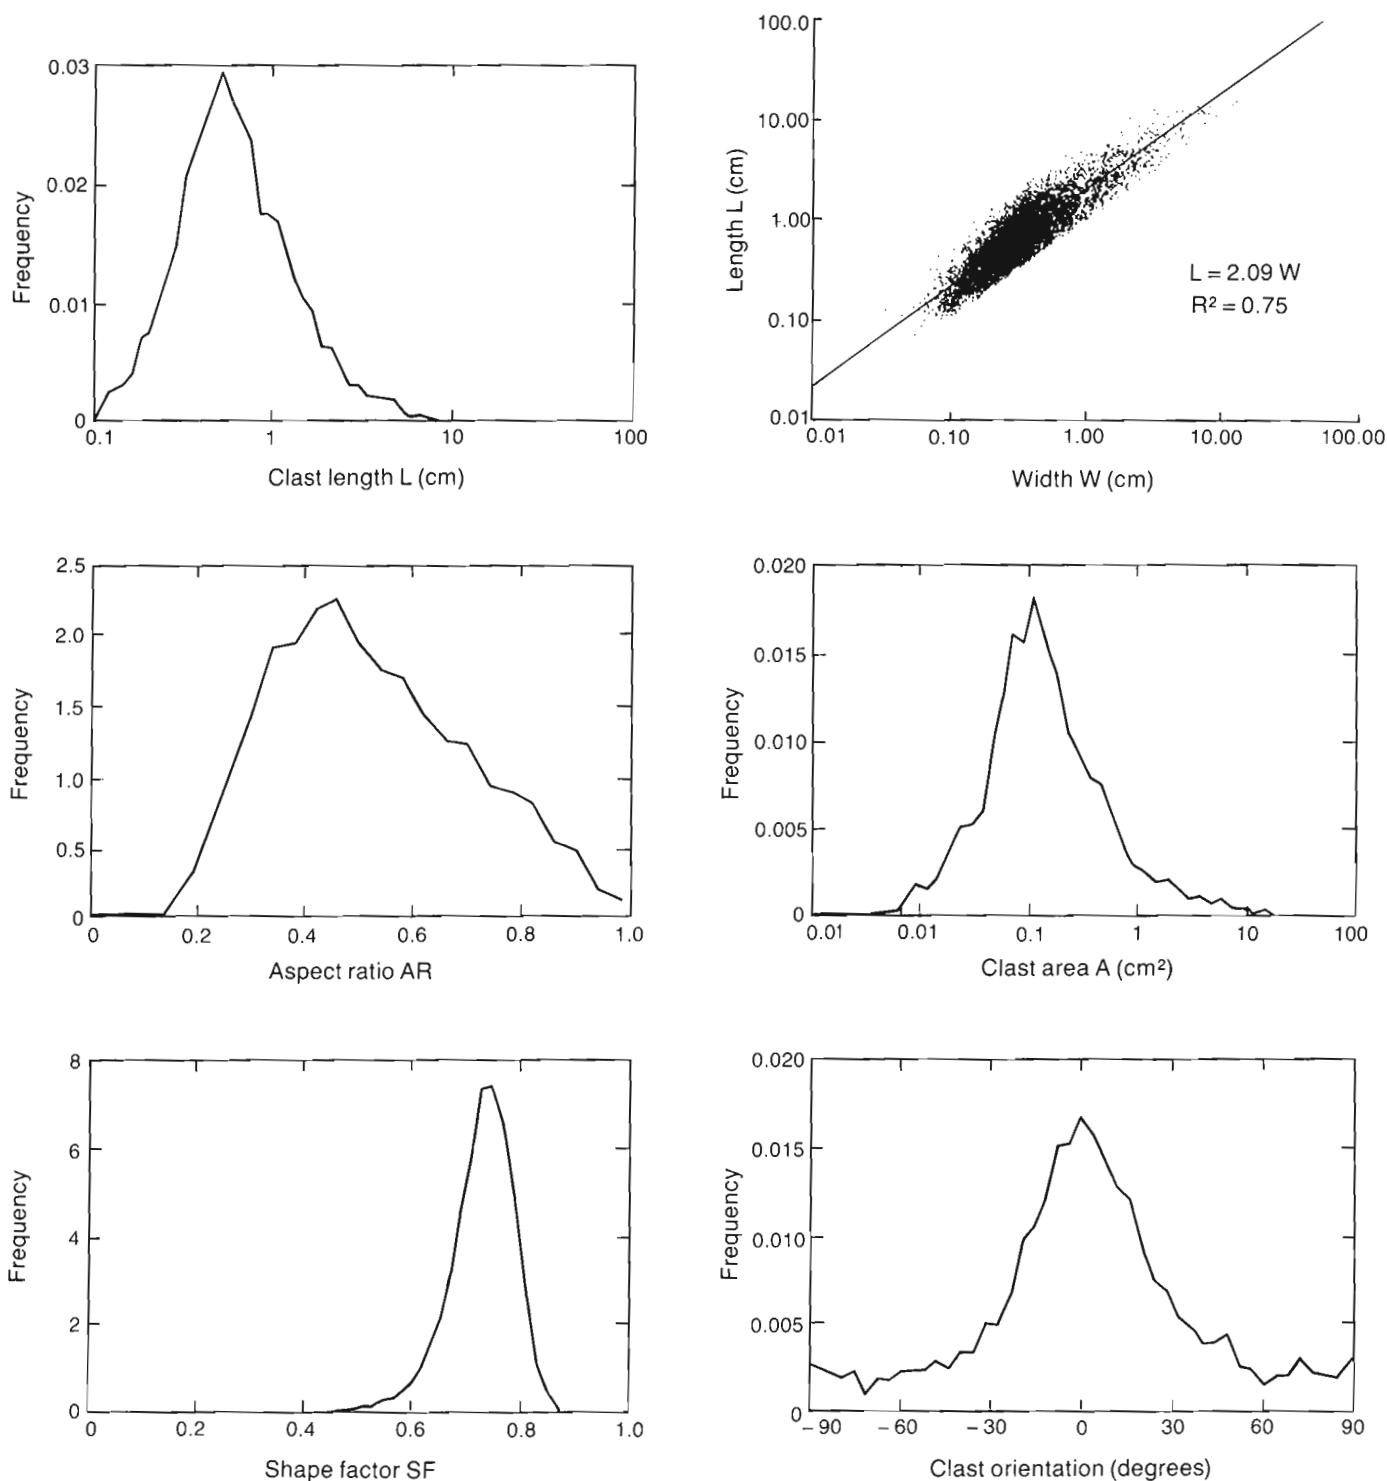 0.03
0.02
0.01
0
Frequency
0.1 1 10 100
Clast length L (cm)
100.0
10.00
1.00
0.10
0.01
Length L (cm)
L = 2.09 W
R² = 0.75
0.01 0.10 1.00 10.00 100.00
Width W (cm)
2.5
2.0
1.5
1.0
0.5
0
Frequency
0 0.2 0.4 0.6 0.8 1.0
Aspect ratio AR
0.020
0.015
0.010
0.005
0
Frequency
0.01 0.01 0.1 1 10 100
Clast area A (cm²)
8
6
4
2
0
Frequency
0 0.2 0.4 0.6 0.8 1.0
Shape factor SF
0.020
0.015
0.010
0.005
0
Frequency
−90 −60 −30 0 30 60 90
Clast orientation (degrees)